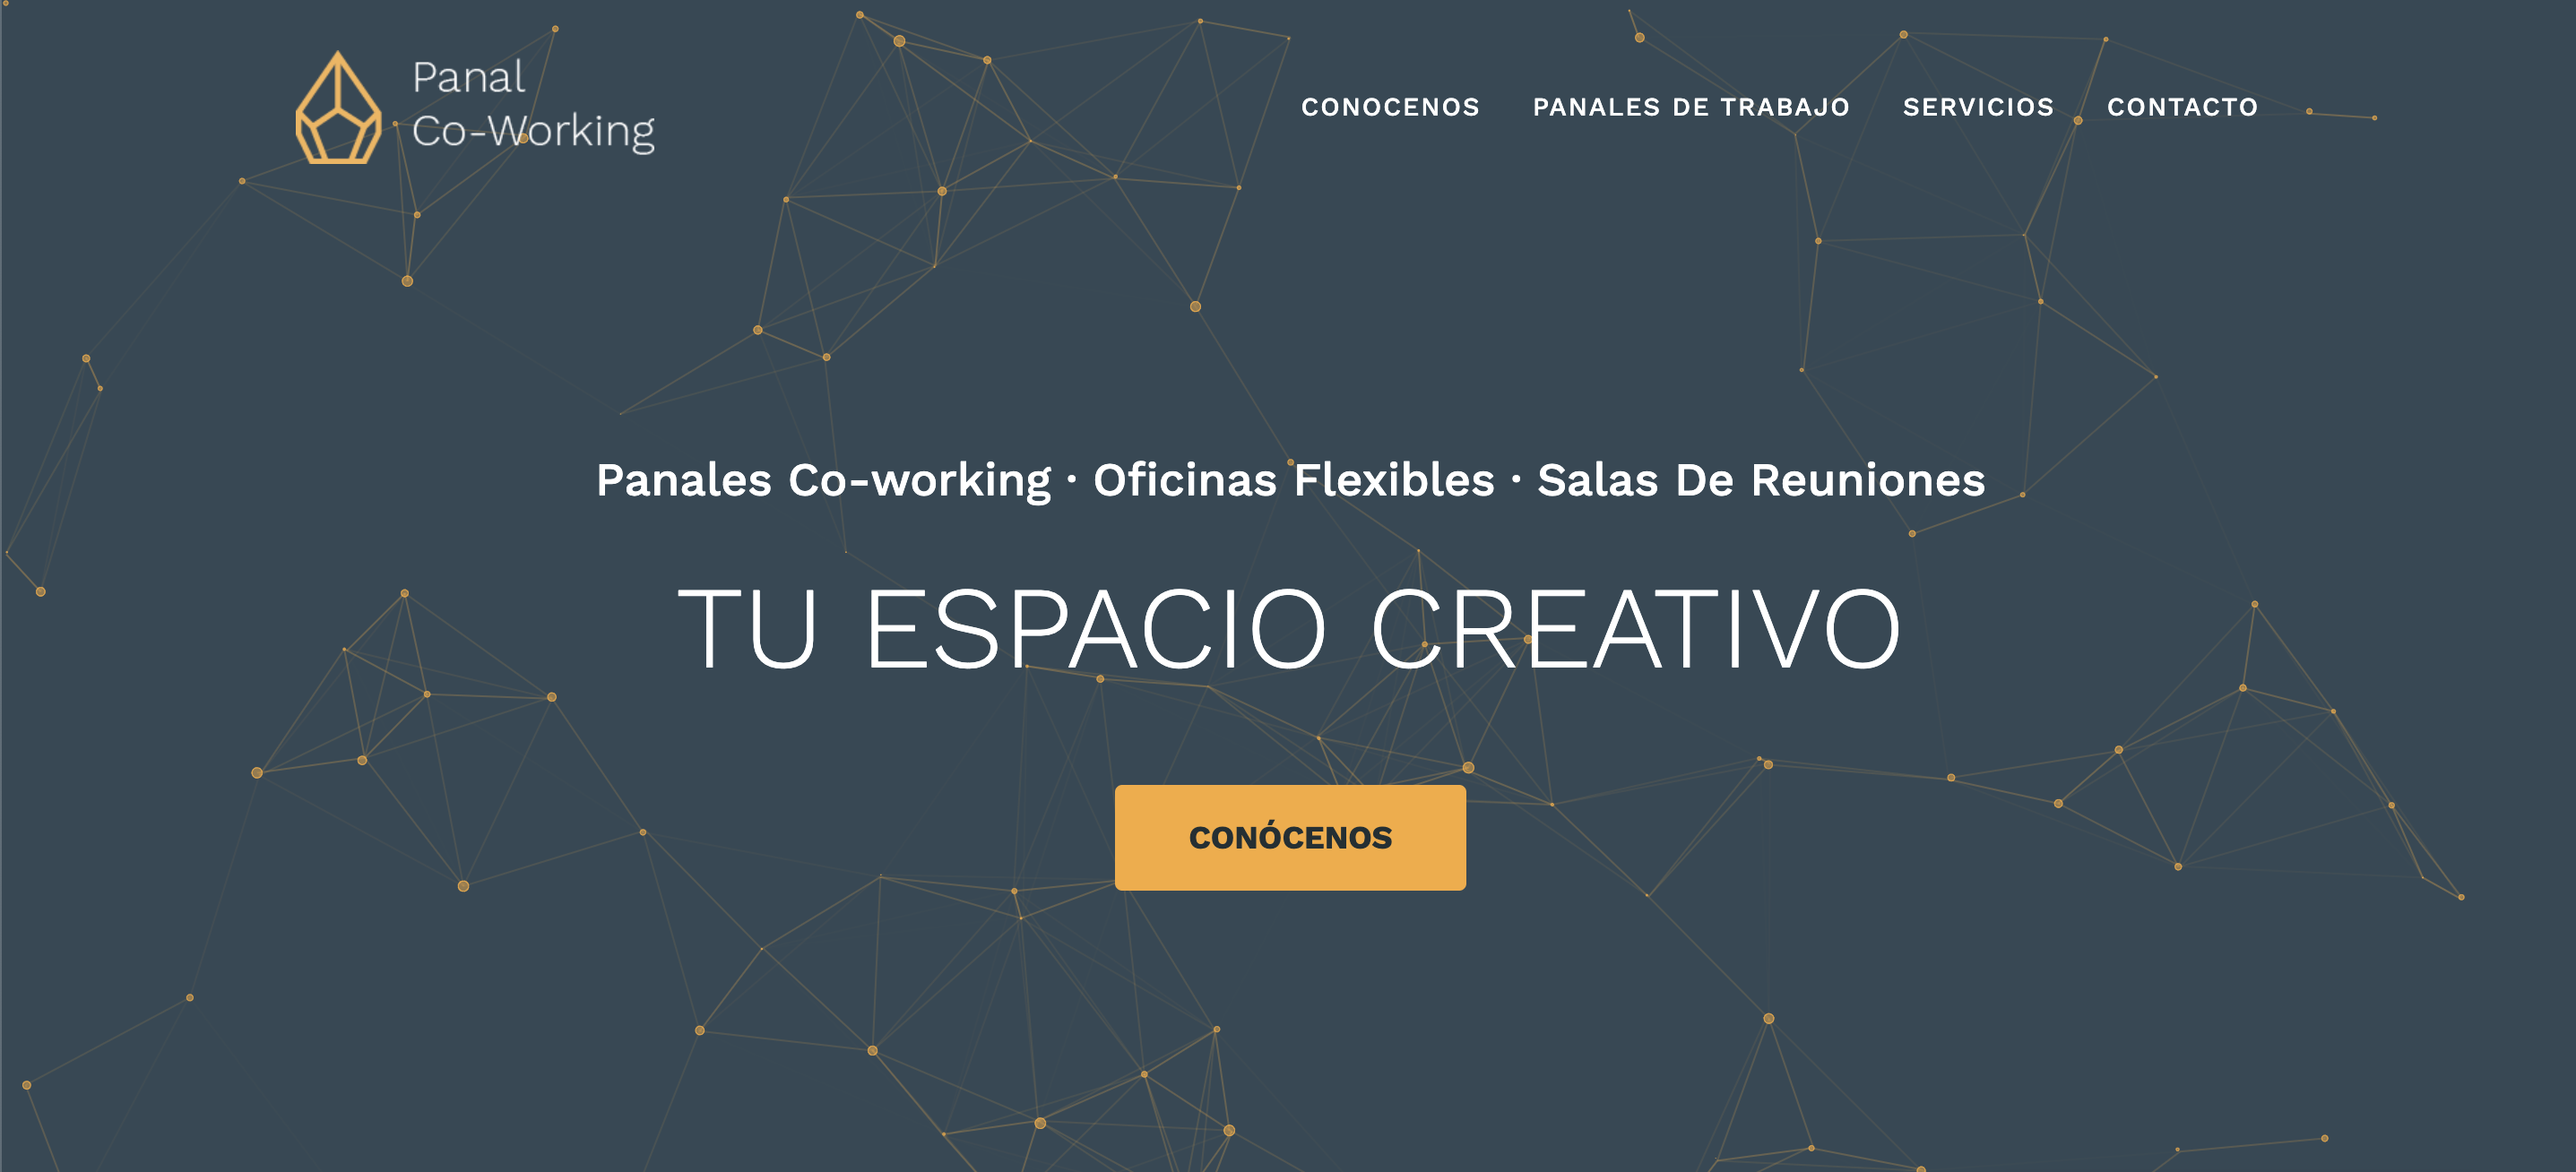 Panal
Co-Working
CONOCENOS PANALES DE TRABAJO SERVICIOS CONTACTO
Panales Co-working · Oficinas Flexibles · Salas De Reuniones
TU ESPACIO CREATIVO
CONÓCENOS